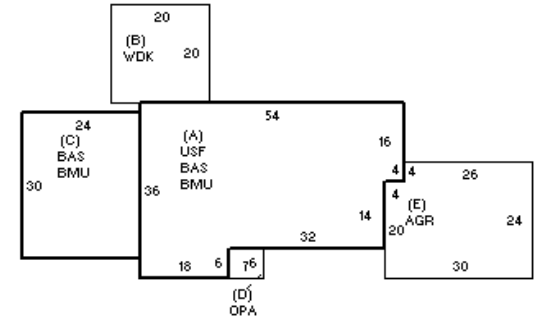 20
(B)
WDK
20
24
(C)
BAS
BMU
30
54
(A)
USF
BAS
BMU
16
36
4 4
4
26
(E)
AGR
14
20
24
32
18
6
7 6
30
(D)
OPA